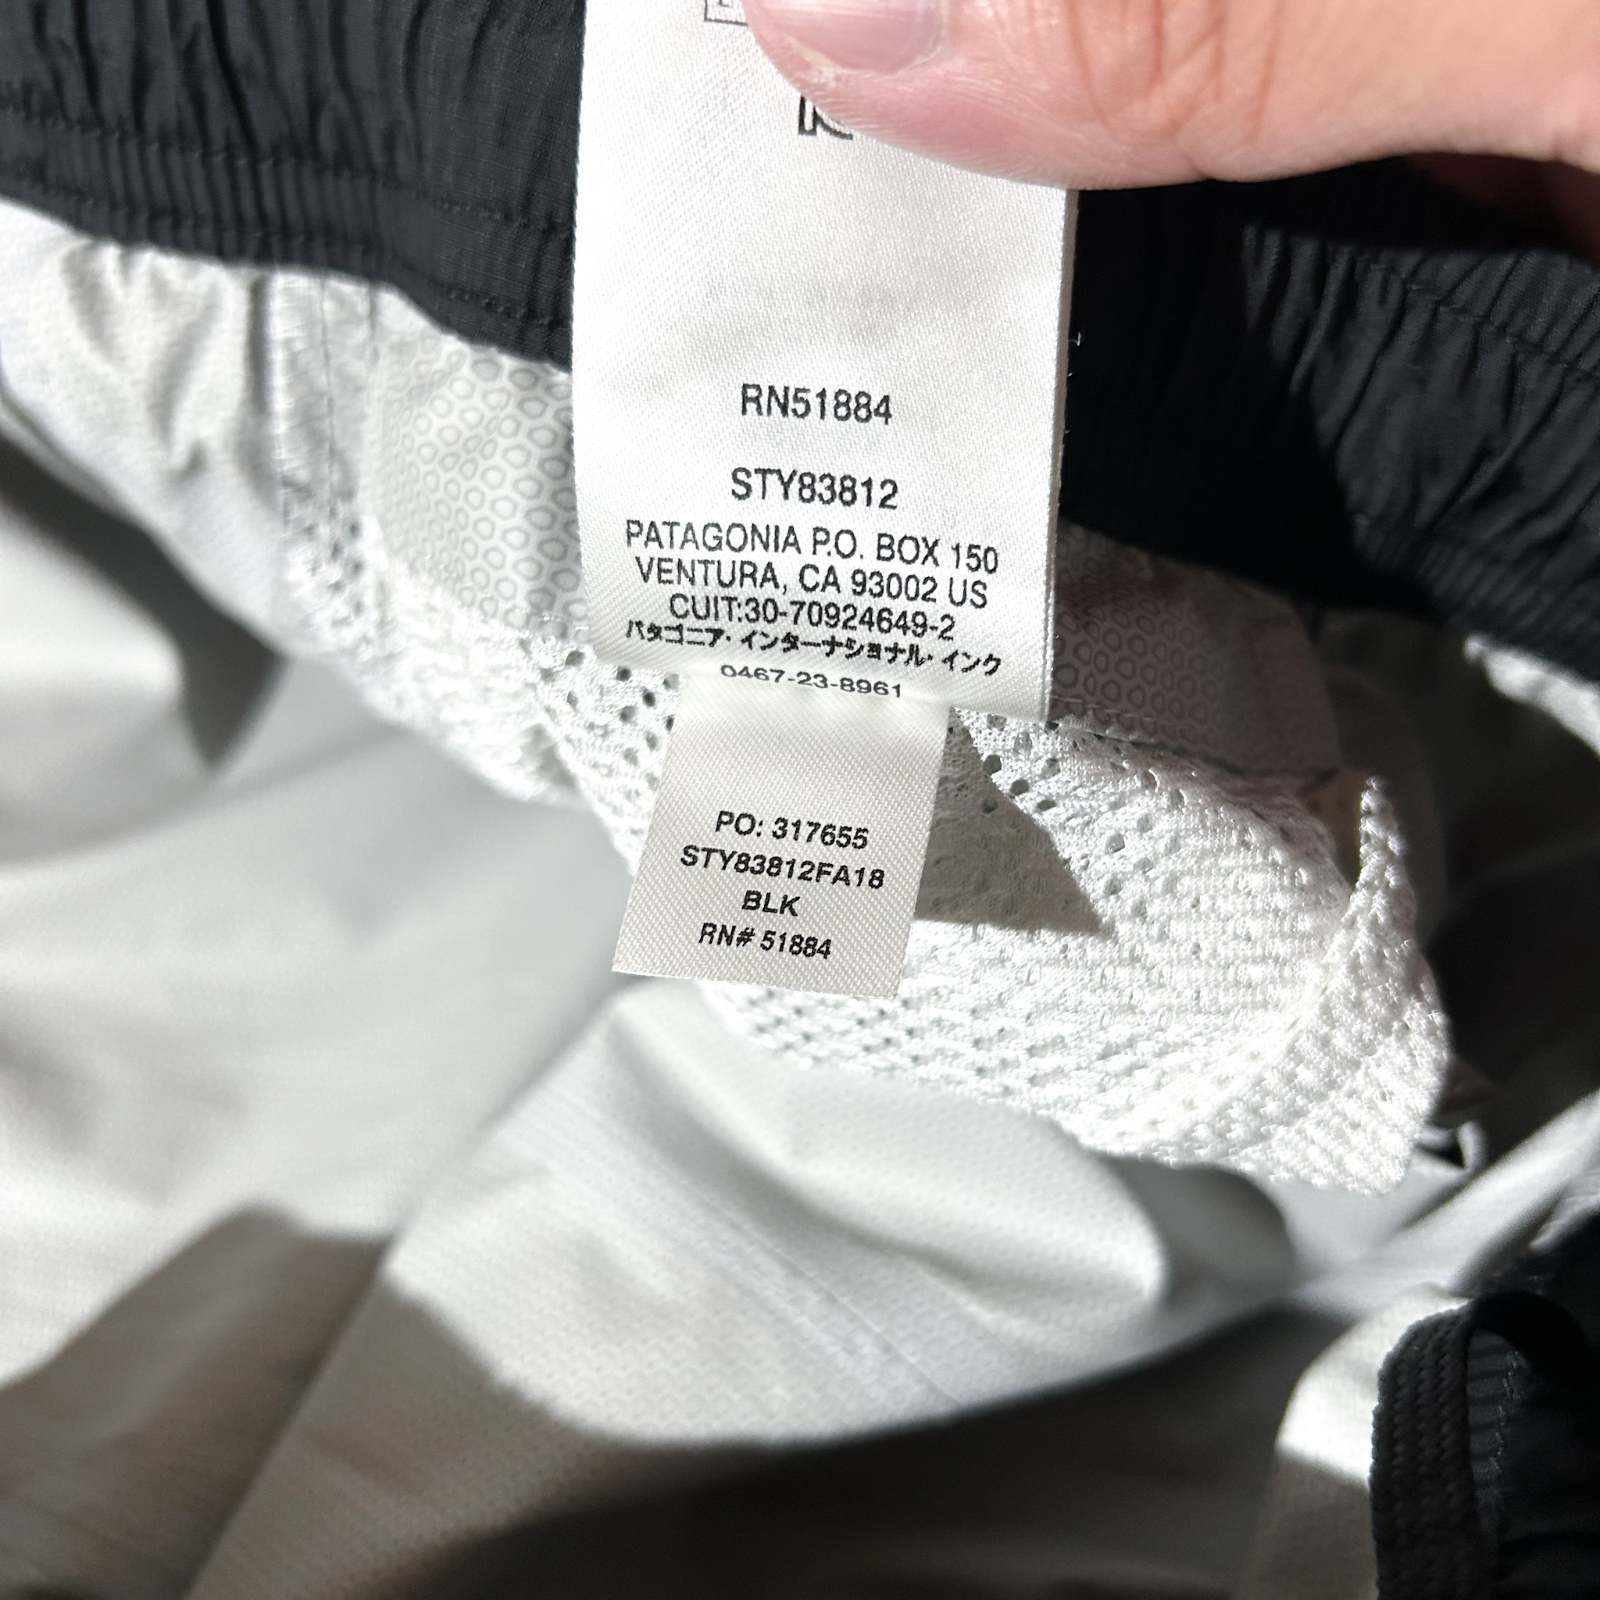 RN51884
STY83812
PATAGONIA P.O. BOX 150
VENTURA, CA 93002 US
CUIT:30-70924649-2
パタゴニア・インターナショナル・インク
0467-23-8961
PO: 317655
STY83812FA18
BLK
RN# 51884